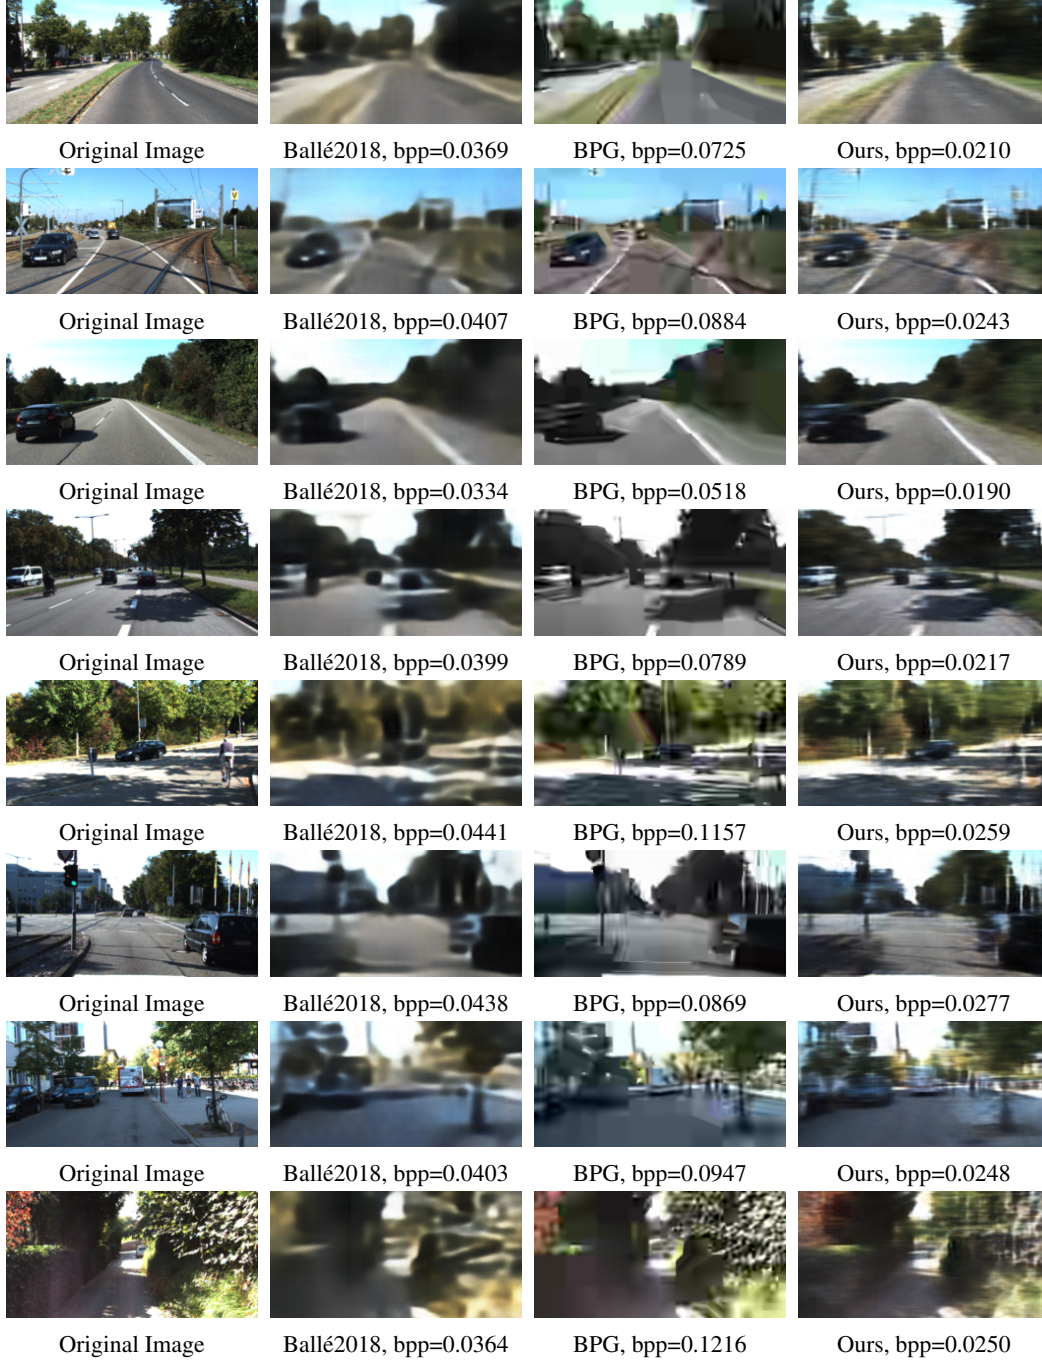 Original Image Ballé2018, bpp=0.0369 BPG, bpp=0.0725 Ours, bpp=0.0210
Original Image Ballé2018, bpp=0.0407 BPG, bpp=0.0884 Ours, bpp=0.0243
Original Image Ballé2018, bpp=0.0334 BPG, bpp=0.0518 Ours, bpp=0.0190
Original Image Ballé2018, bpp=0.0399 BPG, bpp=0.0789 Ours, bpp=0.0217
Original Image Ballé2018, bpp=0.0441 BPG, bpp=0.1157 Ours, bpp=0.0259
Original Image Ballé2018, bpp=0.0438 BPG, bpp=0.0869 Ours, bpp=0.0277
Original Image Ballé2018, bpp=0.0403 BPG, bpp=0.0947 Ours, bpp=0.0248
Original Image Ballé2018, bpp=0.0364 BPG, bpp=0.1216 Ours, bpp=0.0250